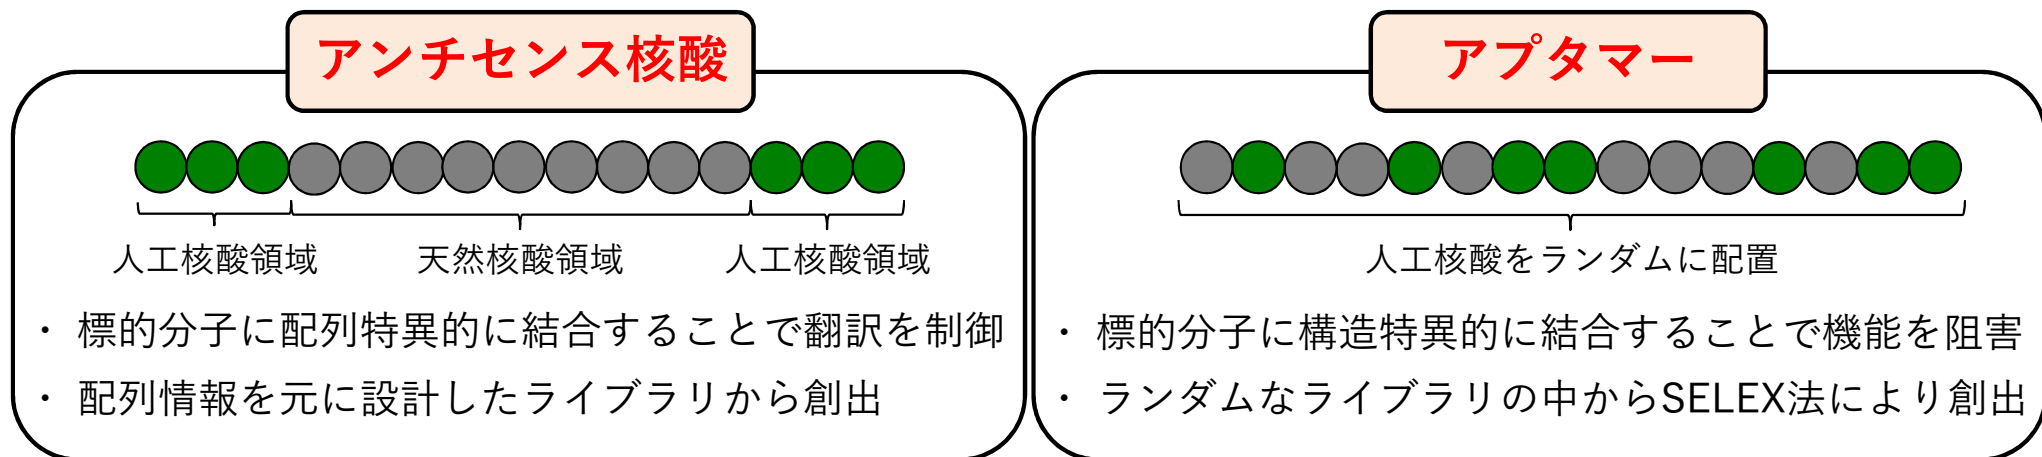 アンチセンス核酸
人工核酸領域
天然核酸領域
人工核酸領域
・ 標的分子に配列特異的に結合することで翻訳を制御
・ 配列情報を元に設計したライブラリから創出
アプタマー
人工核酸をランダムに配置
・ 標的分子に構造特異的に結合することで機能を阻害
・ ランダムなライブラリの中からSELEX法により創出